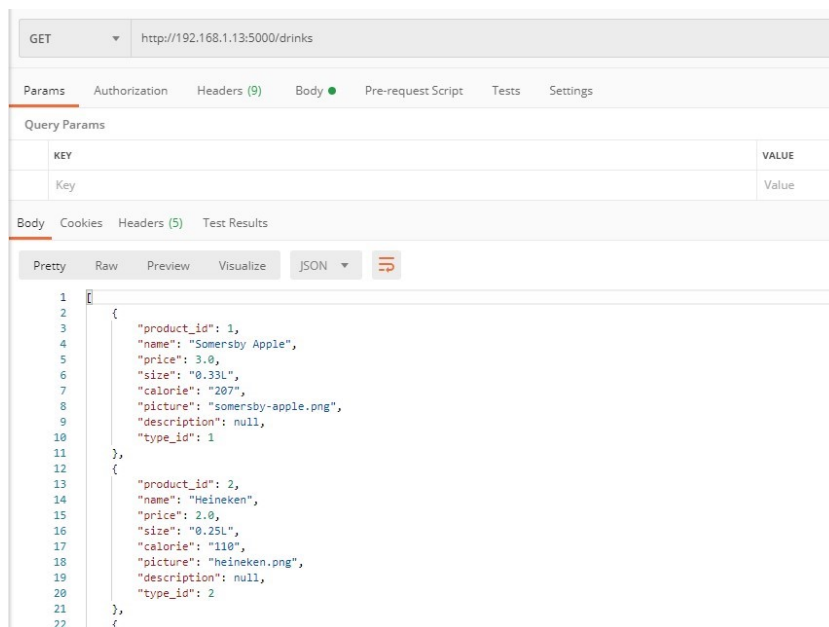 GET http://192.168.1.13:5000/drinks
Params Authorization Headers (9) Body Pre-request Script Tests Settings
Query Params
KEY VALUE
Key Value
Body Cookies Headers (5) Test Results
Pretty Raw Preview Visualize JSON
1 [
2 {
3 "product_id": 1,
4 "name": "Somersby Apple",
5 "price": 3.0,
6 "size": "0.33L",
7 "calorie": "207",
8 "picture": "somersby-apple.png",
9 "description": null,
10 "type_id": 1
11 },
12 {
13 "product_id": 2,
14 "name": "Heineken",
15 "price": 2.0,
16 "size": "0.25L",
17 "calorie": "110",
18 "picture": "heineken.png",
19 "description": null,
20 "type_id": 2
21 },
22 {